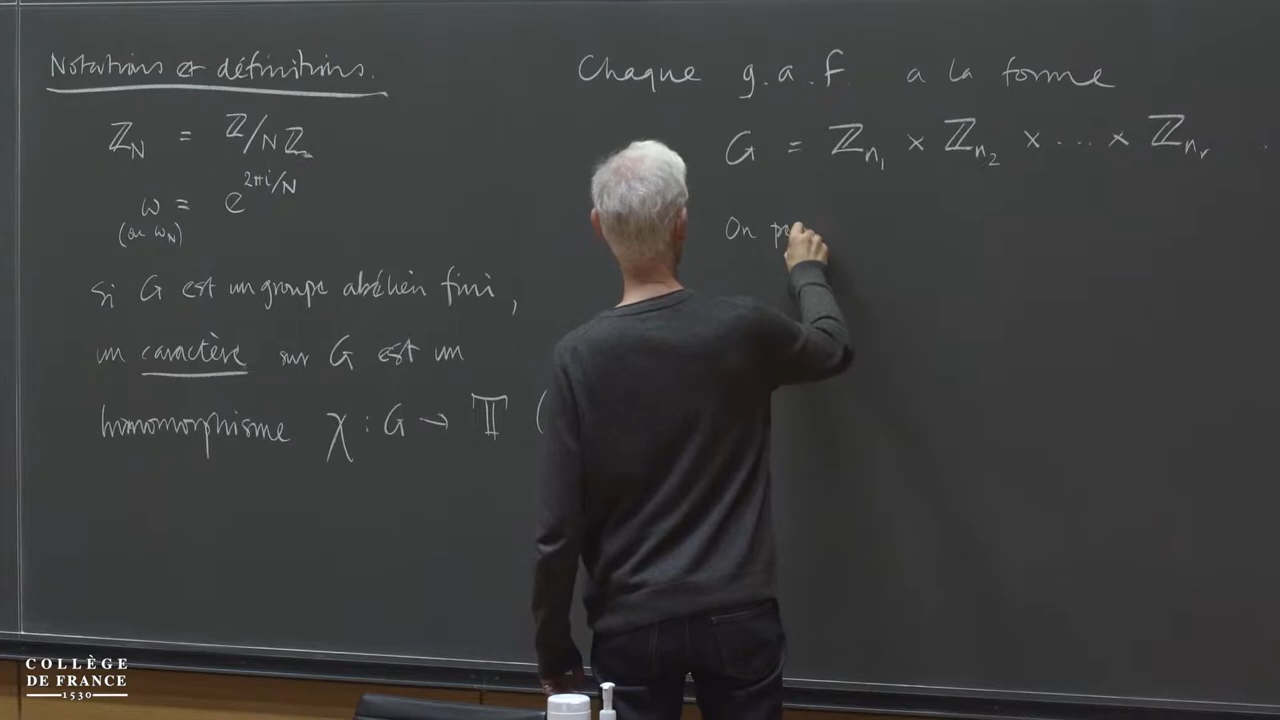 Notations et définitions.
ℤ_N = ℤ/Nℤ
ω = e^{2πi/N}
(ou ω_N)
si G est un groupe abélien fini,
un caractère sur G est un
homomorphisme χ : G → 𝕋 (
Chaque g.a.f. a la forme
G = ℤ_{n_1} × ℤ_{n_2} × ... × ℤ_{n_r}
On p
COLLÈGE
DE FRANCE
1530